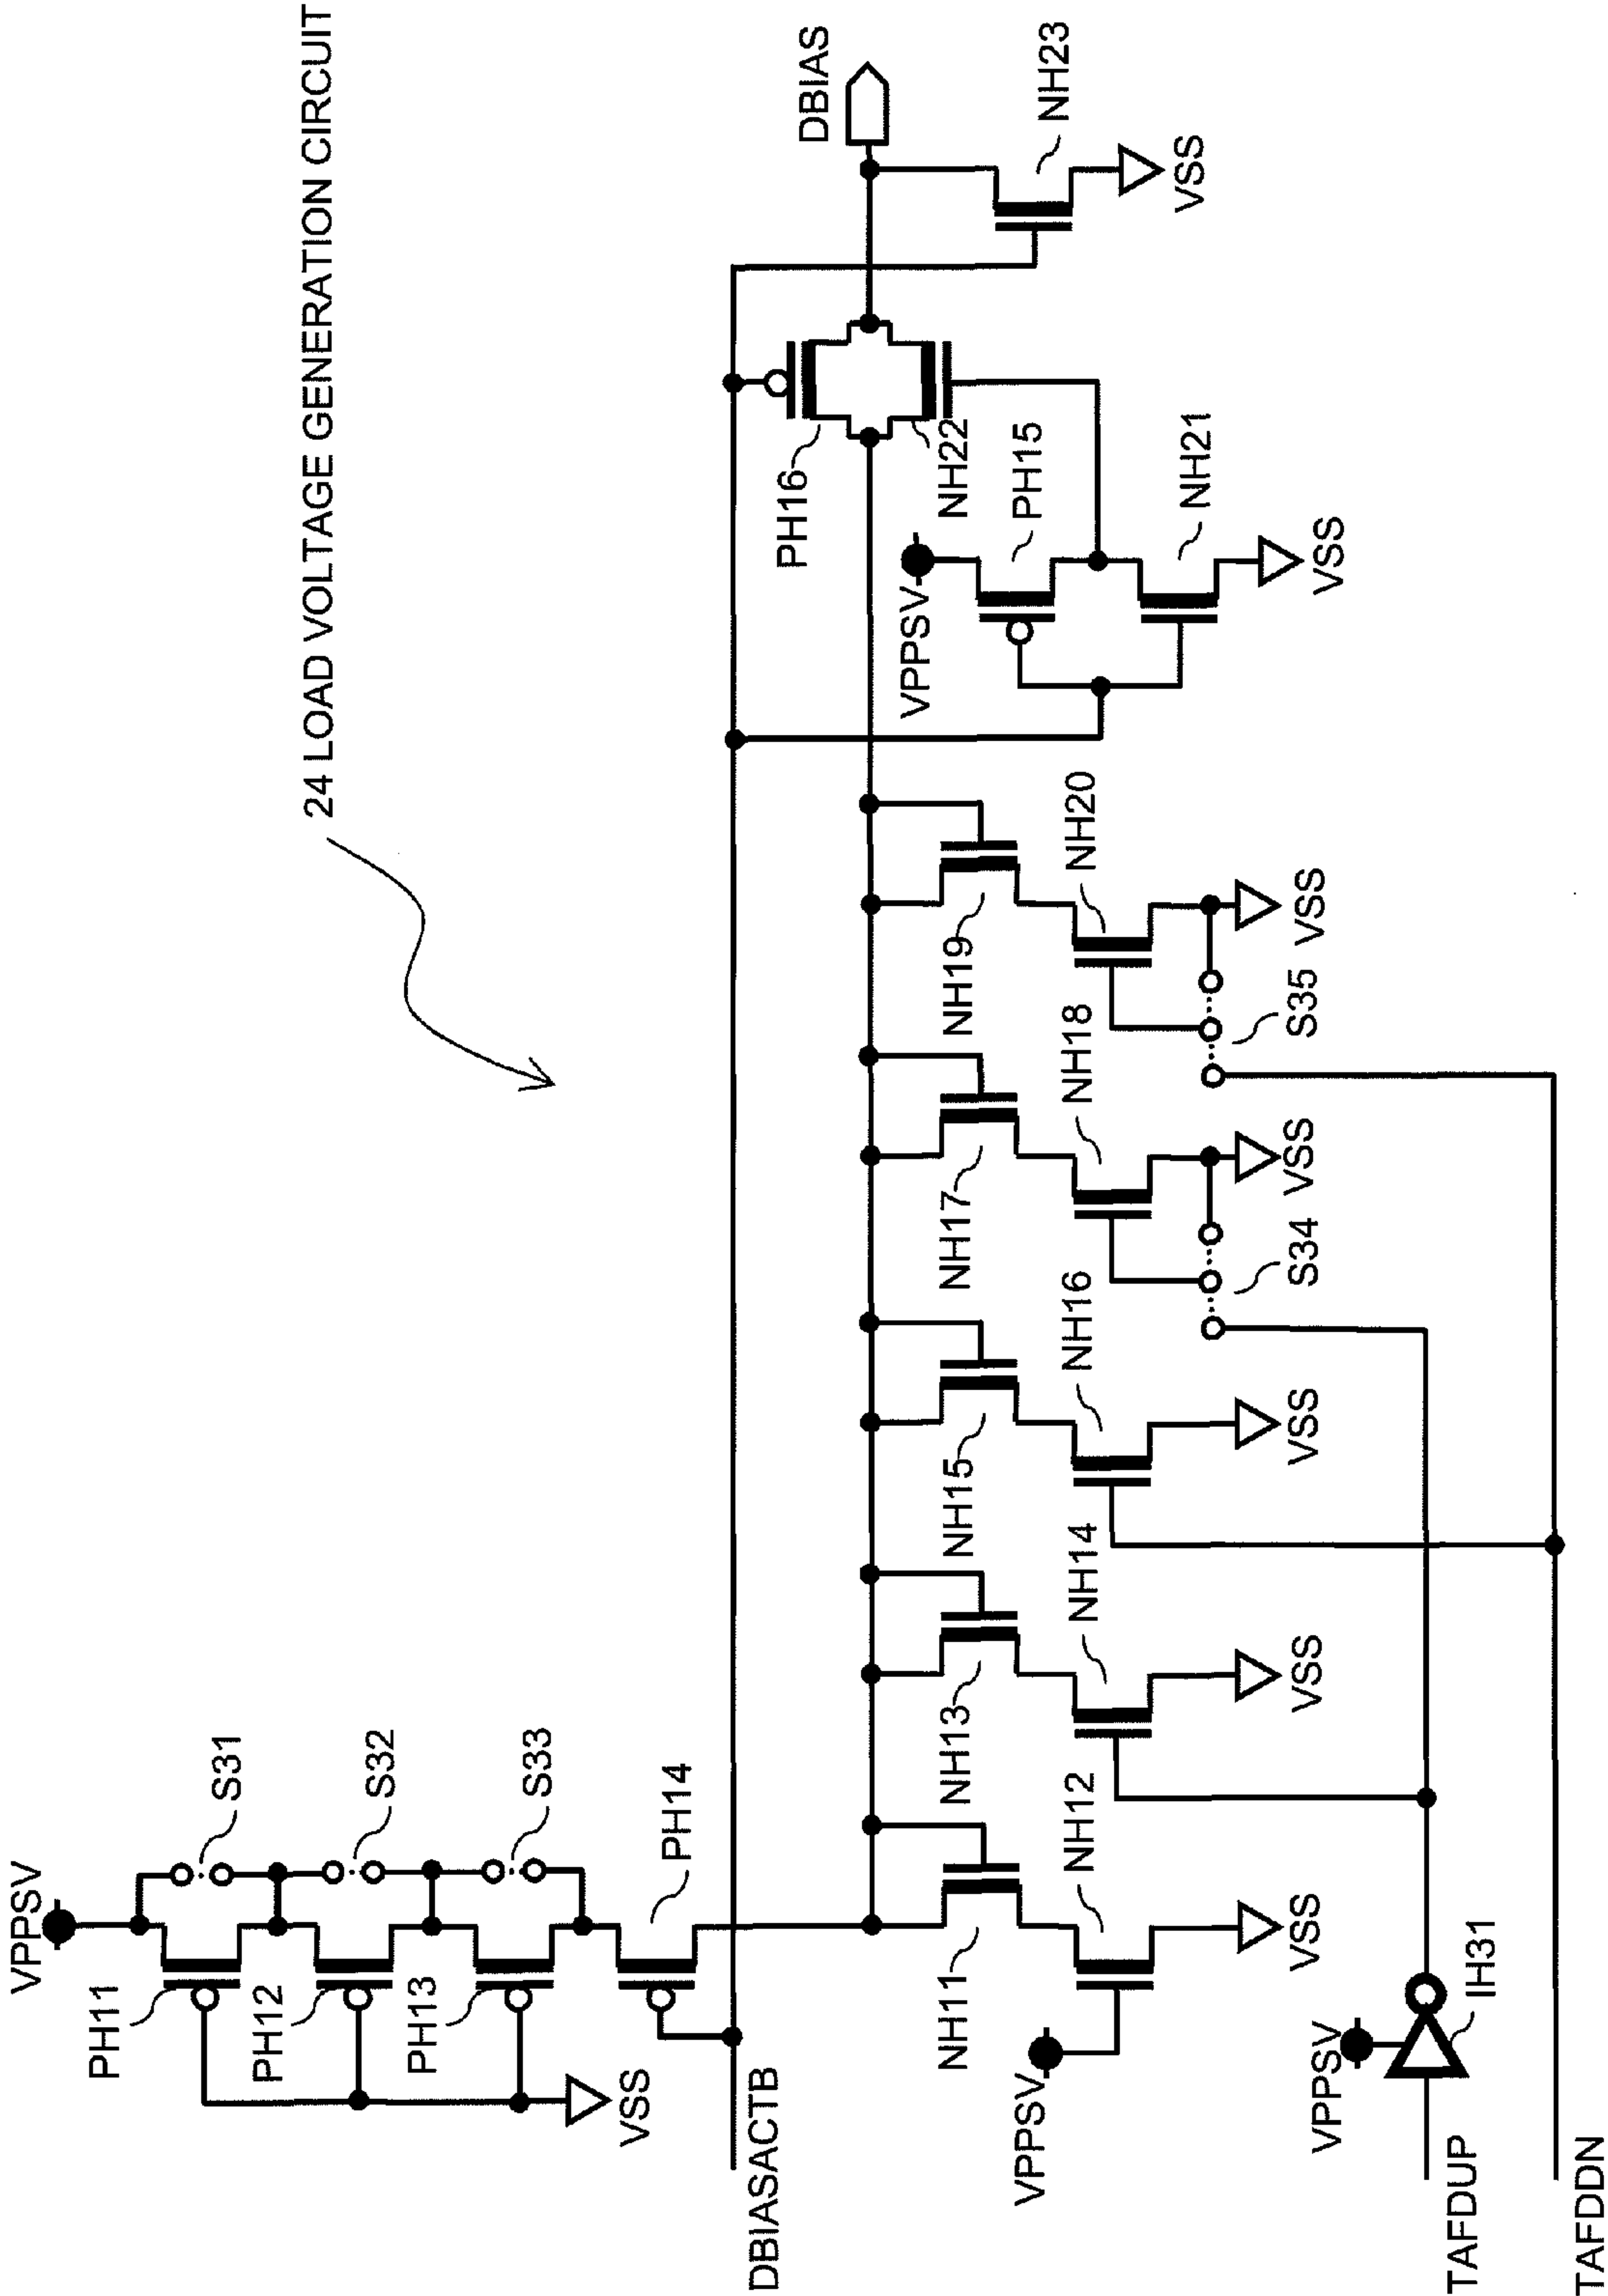 24 LOAD VOLTAGE GENERATION CIRCUIT
VPPSV
PH11
S31
PH12
S32
PH13
S33
VSS
PH14
DBIASACTB
PH16
DBIAS
NH11
NH13
NH15
NH17
NH19
VPPSV
NH22
PH15
NH23
VPPSV
NH12
NH14
NH16
NH18
NH20
NH21
VSS
VSS
VSS
VSS
S34
VSS
S35
VSS
VSS
VSS
VPPSV
IH31
TAFDUP
TAFDDN